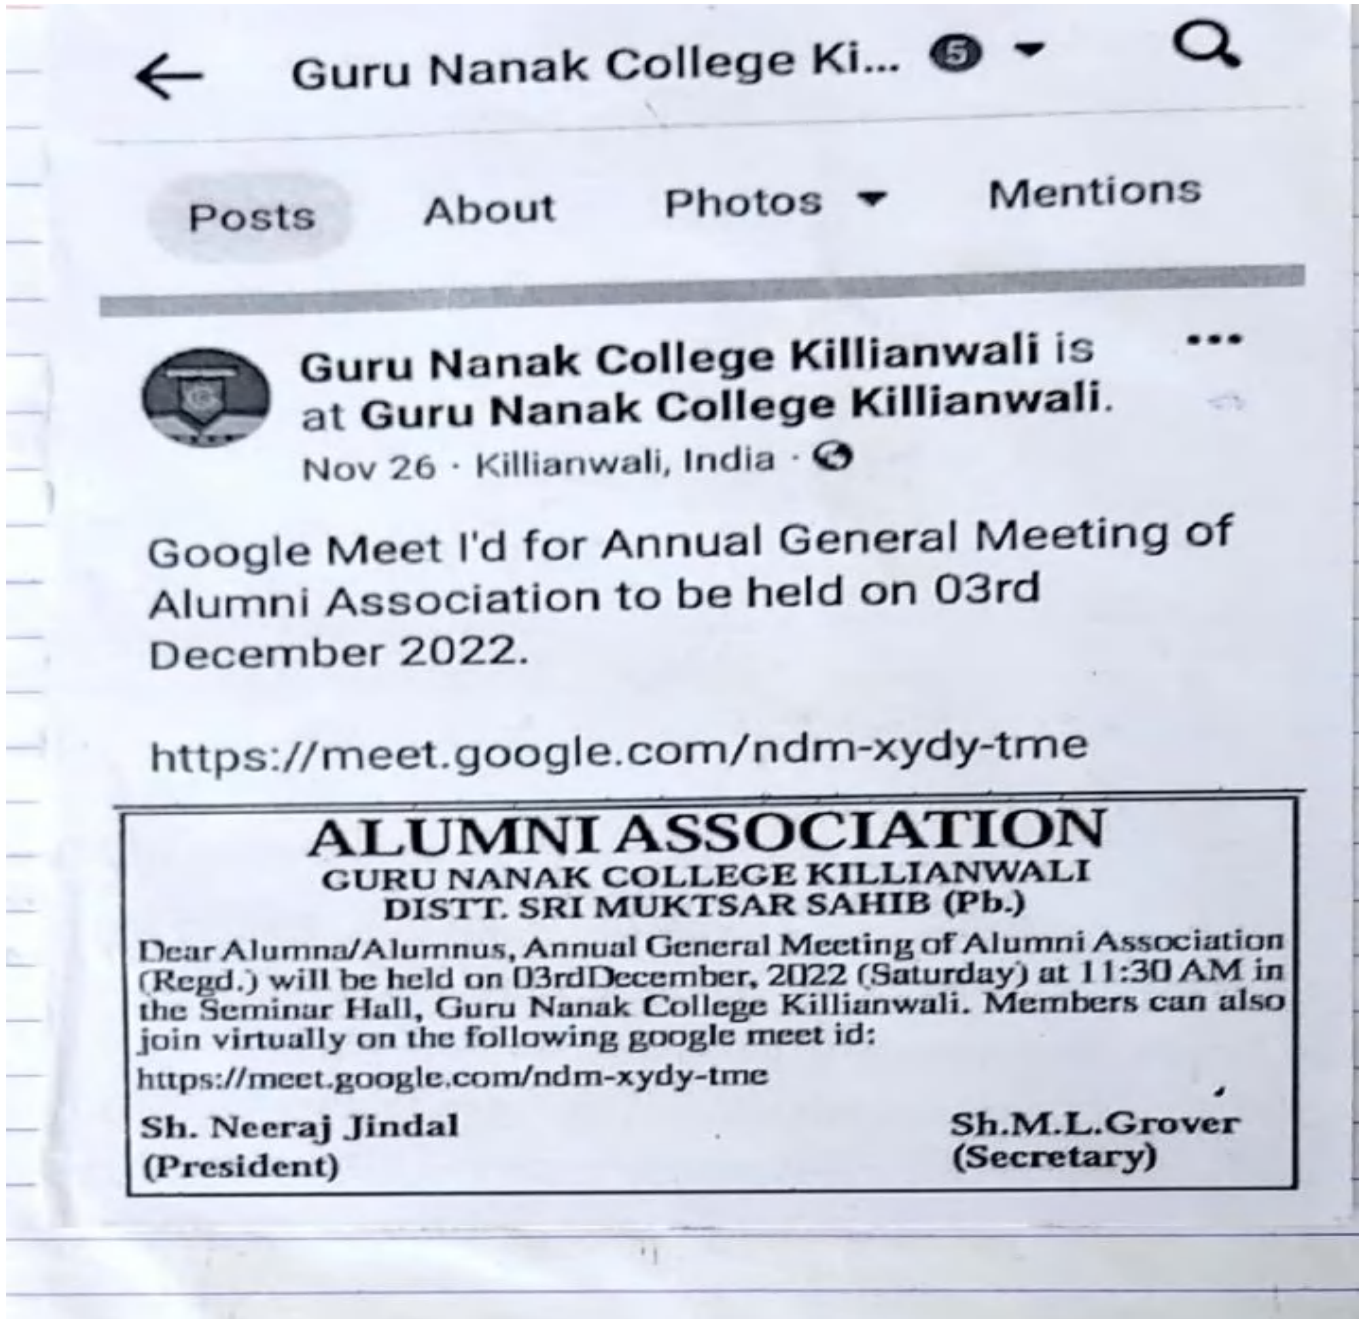 Guru Nanak College Ki... 5
Posts About Photos Mentions
Guru Nanak College Killianwali is
at Guru Nanak College Killianwali.
Nov 26 · Killianwali, India ·
Google Meet I'd for Annual General Meeting of
Alumni Association to be held on 03rd
December 2022.
https://meet.google.com/ndm-xydy-tme
ALUMNI ASSOCIATION
GURU NANAK COLLEGE KILLIANWALI
DISTT. SRI MUKTSAR SAHIB (Pb.)
Dear Alumna/Alumnus, Annual General Meeting of Alumni Association
(Regd.) will be held on 03rdDecember, 2022 (Saturday) at 11:30 AM in
the Seminar Hall, Guru Nanak College Killianwali. Members can also
join virtually on the following google meet id:
https://meet.google.com/ndm-xydy-tme
Sh. Neeraj Jindal Sh.M.L.Grover
(President) (Secretary)